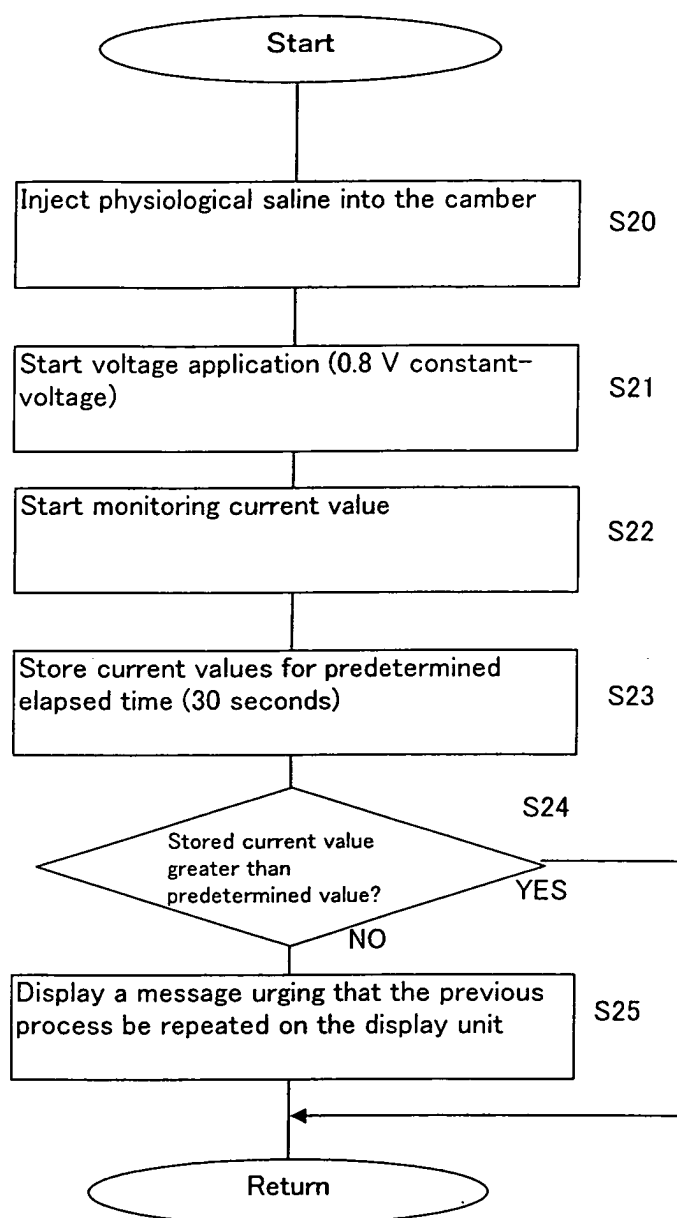 Start
Inject physiological saline into the camber
S20
Start voltage application (0.8 V constant-
voltage)
S21
Start monitoring current value
S22
Store current values for predetermined
elapsed time (30 seconds)
S23
S24
Stored current value
greater than
predetermined value?
YES
NO
Display a message urging that the previous
process be repeated on the display unit
S25
Return